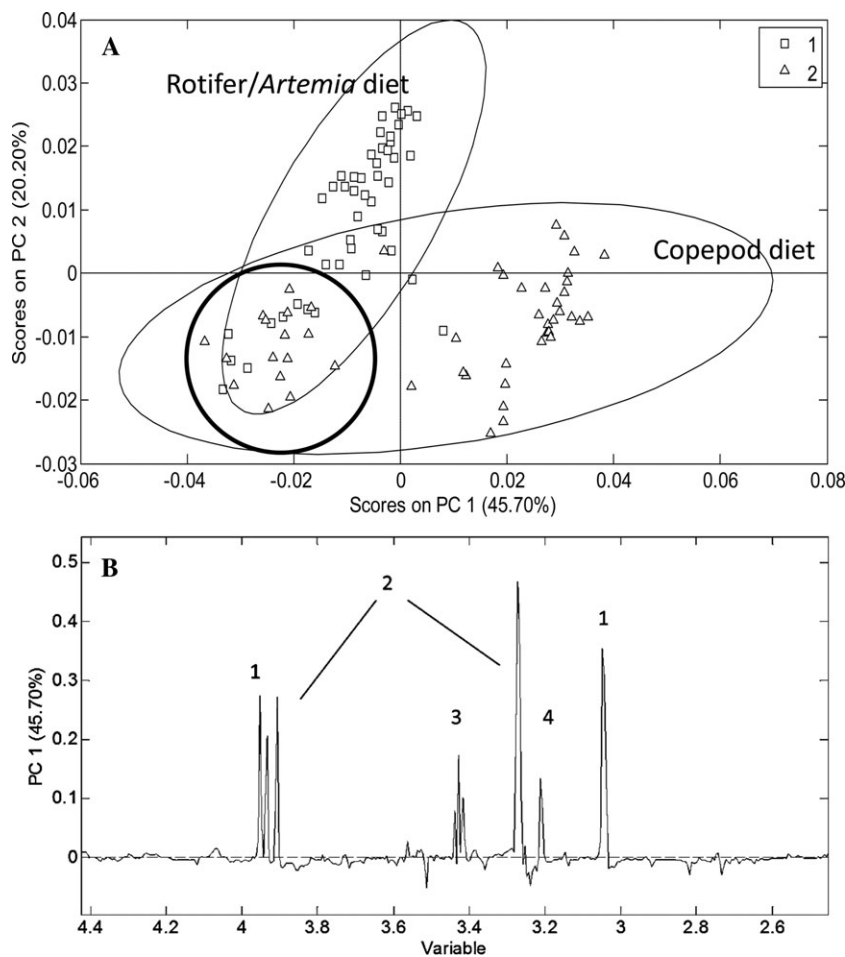 A
Rotifer/Artemia diet
Copepod diet
1
2
0.04
0.03
0.02
0.01
0
-0.01
-0.02
-0.03
Scores on PC 2 (20.20%)
-0.06 -0.04 -0.02 0 0.02 0.04 0.06 0.08
Scores on PC 1 (45.70%)
B
2
1
1
3
4
0.5
0.4
0.3
0.2
0.1
0
PC 1 (45.70%)
4.4 4.2 4 3.8 3.6 3.4 3.2 3 2.8 2.6
Variable